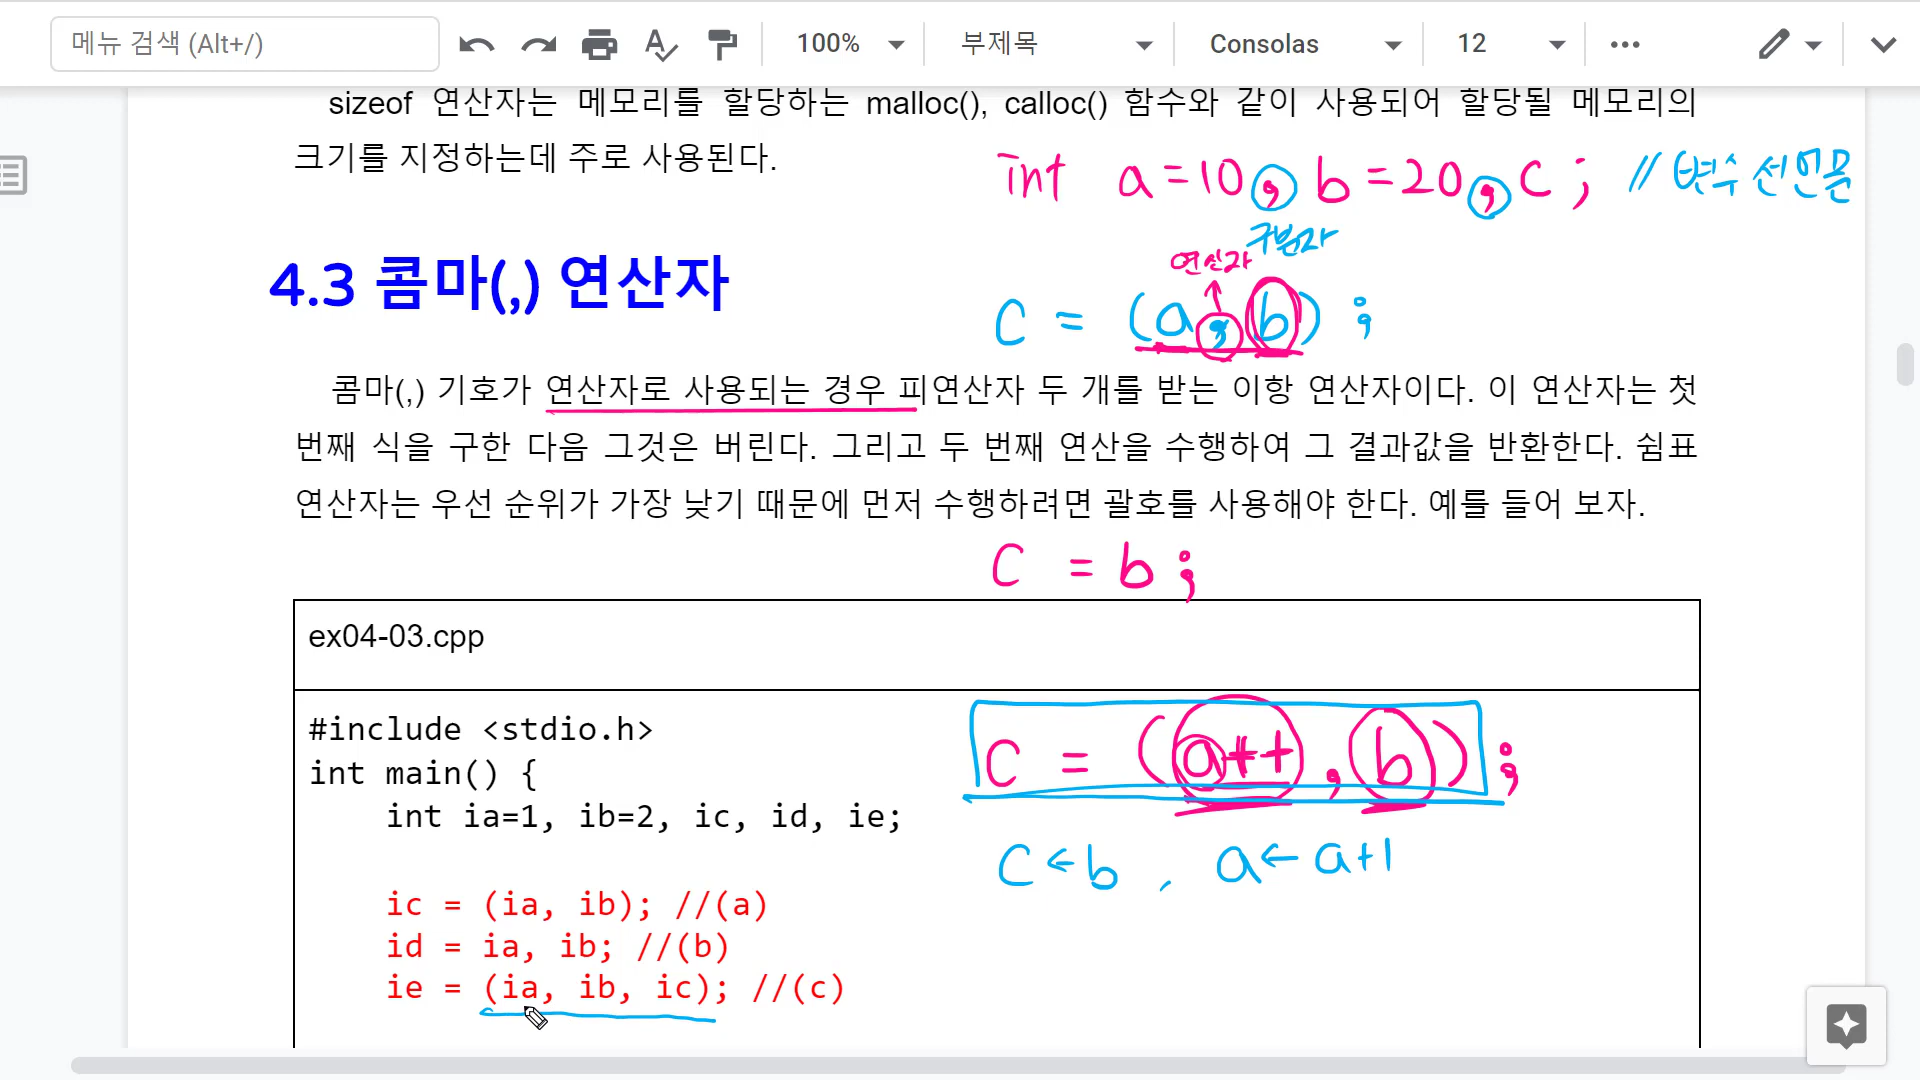 메뉴 검색 (Alt+/)
100%
부제목
Consolas
12
sizeof 연산자는 메모리를 할당하는 malloc(), calloc() 함수와 같이 사용되어 할당될 메모리의
크기를 지정하는데 주로 사용된다.
int a=10, b=20, c; // 변수 선언문
구분자
연산자
4.3 콤마(,) 연산자
C = (a, b);
콤마(,) 기호가 연산자로 사용되는 경우 피연산자 두 개를 받는 이항 연산자이다. 이 연산자는 첫
번째 식을 구한 다음 그것은 버린다. 그리고 두 번째 연산을 수행하여 그 결과값을 반환한다. 쉼표
연산자는 우선 순위가 가장 낮기 때문에 먼저 수행하려면 괄호를 사용해야 한다. 예를 들어 보자.
C = b;
ex04-03.cpp
#include <stdio.h>
C = (a++, b);
int main() {
int ia=1, ib=2, ic, id, ie;
C ← b, a ← a+1
ic = (ia, ib); //(a)
id = ia, ib; //(b)
ie = (ia, ib, ic); //(c)